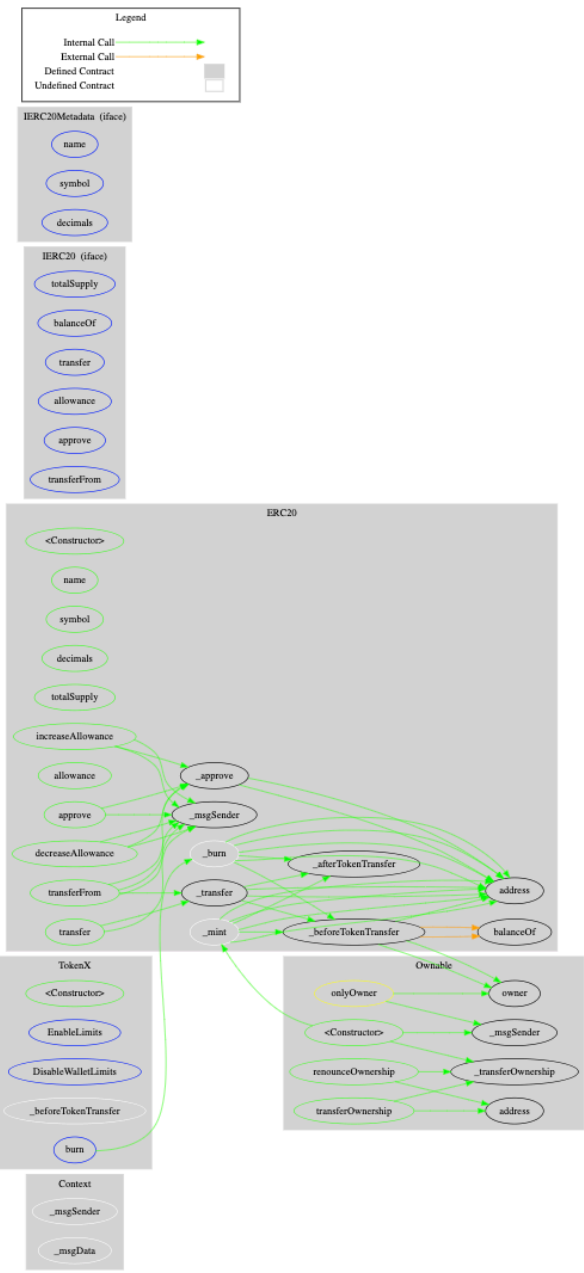 Legend
Internal Call
External Call
Defined Contract
Undefined Contract
IERC20Metadata (iface)
name
symbol
decimals
IERC20 (iface)
totalSupply
balanceOf
transfer
allowance
approve
transferFrom
ERC20
<Constructor>
name
symbol
decimals
totalSupply
increaseAllowance
allowance
_approve
approve
_msgSender
decreaseAllowance
_burn
_afterTokenTransfer
transferFrom
_transfer
address
transfer
_mint
_beforeTokenTransfer
balanceOf
TokenX
<Constructor>
EnableLimits
DisableWalletLimits
_beforeTokenTransfer
burn
Ownable
onlyOwner
owner
<Constructor>
_msgSender
renounceOwnership
_transferOwnership
transferOwnership
address
Context
_msgSender
_msgData